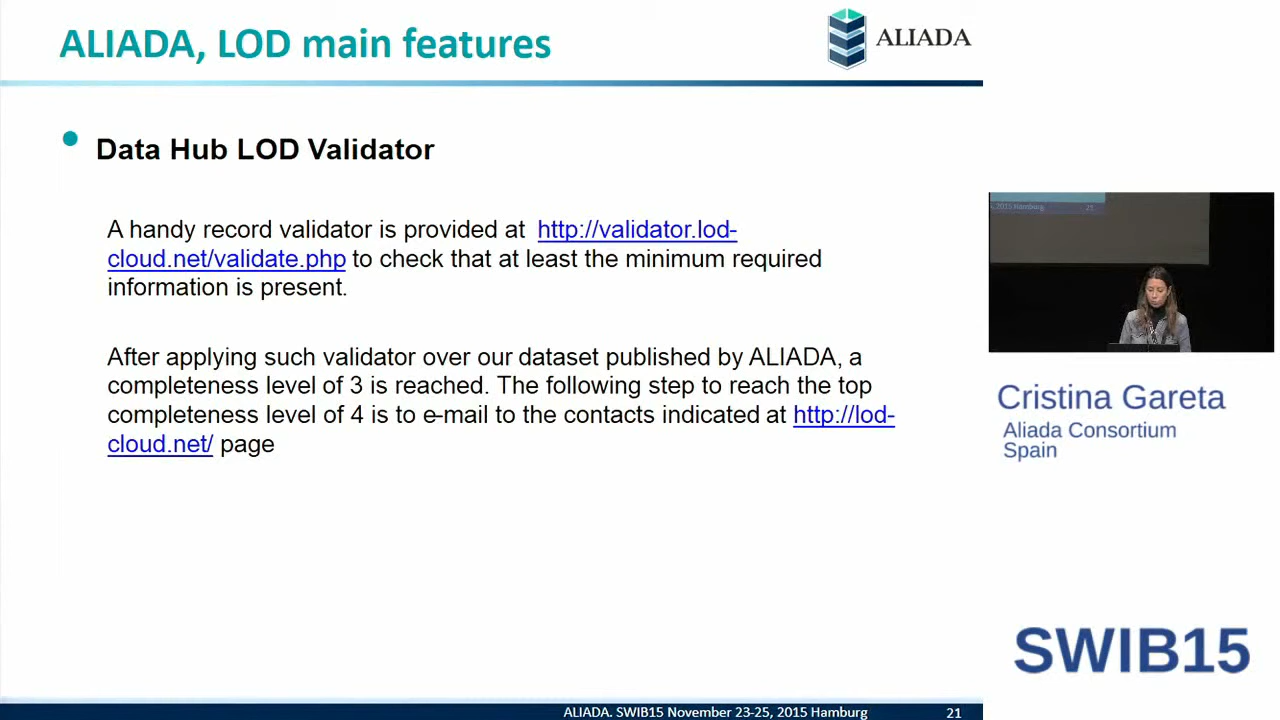 ALIADA, LOD main features
ALIADA
Data Hub LOD Validator
A handy record validator is provided at http://validator.lod-
cloud.net/validate.php to check that at least the minimum required
information is present.
After applying such validator over our dataset published by ALIADA, a
completeness level of 3 is reached. The following step to reach the top
completeness level of 4 is to e-mail to the contacts indicated at http://lod-
cloud.net/ page
ALIADA. SWIB15 November 23-25, 2015 Hamburg
21
2015 Hamburg
21
Cristina Gareta
Aliada Consortium
Spain
SWIB15